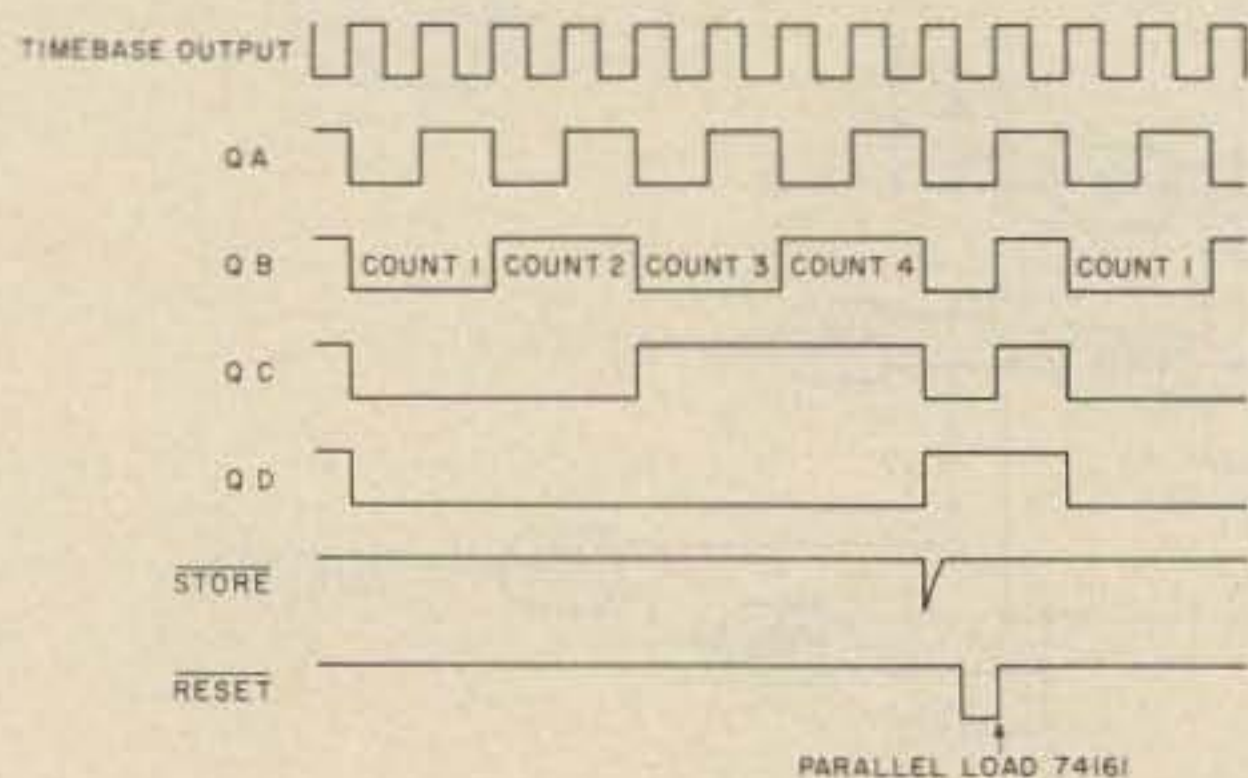 TIMEBASE OUTPUT
QA
QB
COUNT 1
COUNT 2
COUNT 3
COUNT 4
COUNT 1
QC
QD
STORE
RESET
PARALLEL LOAD 74161